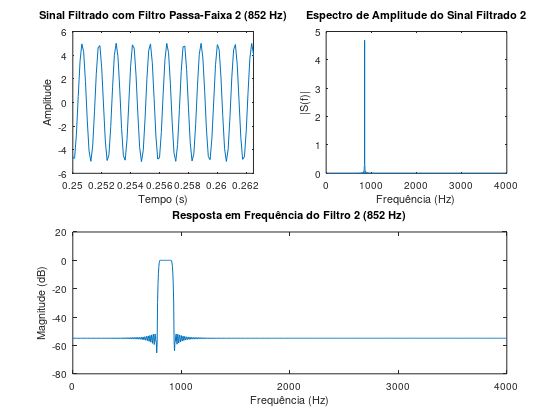 Sinal Filtrado com Filtro Passa-Faixa 2 (852 Hz)
6
4
2
0
-2
-4
-6
Amplitude
0.25 0.252 0.254 0.256 0.258 0.26 0.262
Tempo (s)
Espectro de Amplitude do Sinal Filtrado 2
5
4
3
2
1
0
|S(f)|
0 1000 2000 3000 4000
Frequência (Hz)
Resposta em Frequência do Filtro 2 (852 Hz)
20
0
-20
-40
-60
-80
Magnitude (dB)
0 1000 2000 3000 4000
Frequência (Hz)